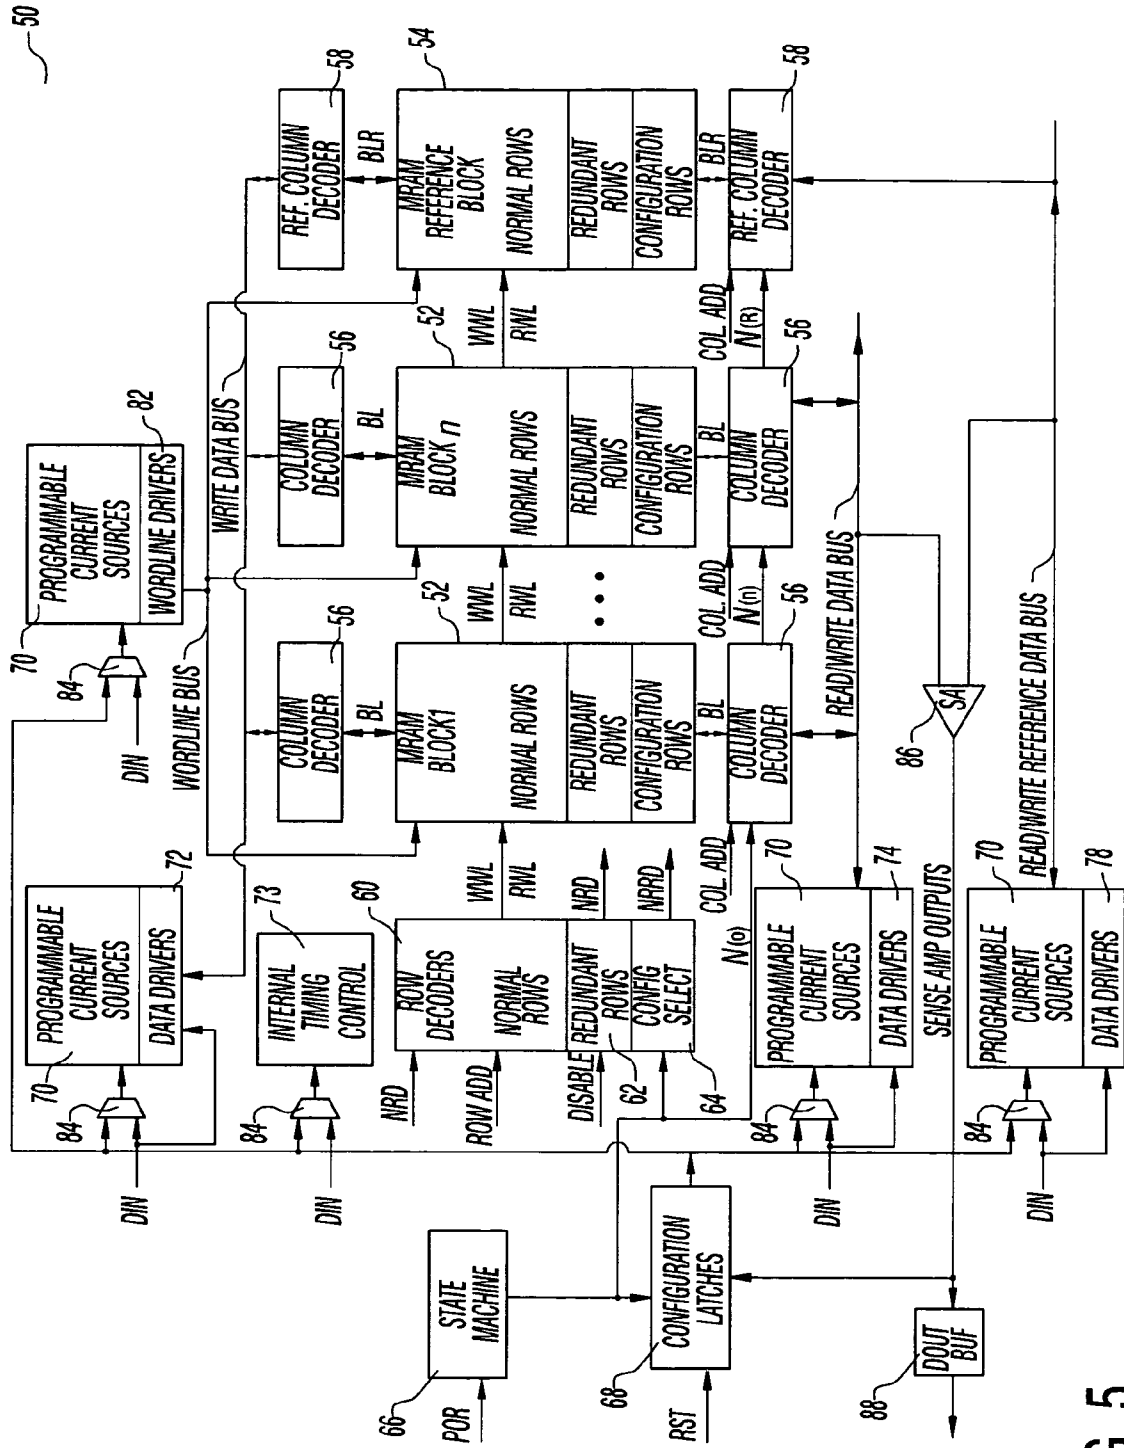 50
PROGRAMMABLE
CURRENT
SOURCES
WORDLINE DRIVERS
70
82
84
DIN
WORDLINE BUS
WRITE DATA BUS
PROGRAMMABLE
CURRENT
SOURCES
DATA DRIVERS
70
72
84
DIN
COLUMN
DECODER
56
BL
COLUMN
DECODER
56
BL
REF. COLUMN
DECODER
58
BLR
INTERNAL
TIMING
CONTROL
73
84
DIN
ROW
DECODERS
NORMAL
ROWS
REDUNDANT
ROWS
CONFIG
SELECT
60
62
64
NRD
ROW ADD
DISABLE
NRD
NRRD
WWL
RWL
MRAM
BLOCK1
NORMAL ROWS
REDUNDANT
ROWS
CONFIGURATION
ROWS
52
WWL
RWL
MRAM
BLOCK n
NORMAL ROWS
REDUNDANT
ROWS
CONFIGURATION
ROWS
52
WWL
RWL
MRAM
REFERENCE
BLOCK
NORMAL ROWS
REDUNDANT
ROWS
CONFIGURATION
ROWS
54
STATE
MACHINE
66
POR
CONFIGURATION
LATCHES
68
RST
COL. ADD
N(0)
BL
COLUMN
DECODER
56
COL. ADD
N(n)
BL
COLUMN
DECODER
56
COL. ADD
N(R)
BLR
REF. COLUMN
DECODER
58
PROGRAMMABLE
CURRENT
SOURCES
DATA DRIVERS
70
74
84
DIN
READ/WRITE DATA BUS
SENSE AMP OUTPUTS
SA
86
PROGRAMMABLE
CURRENT
SOURCES
DATA DRIVERS
70
78
84
DIN
READ/WRITE REFERENCE DATA BUS
DOUT
BUF
88
5